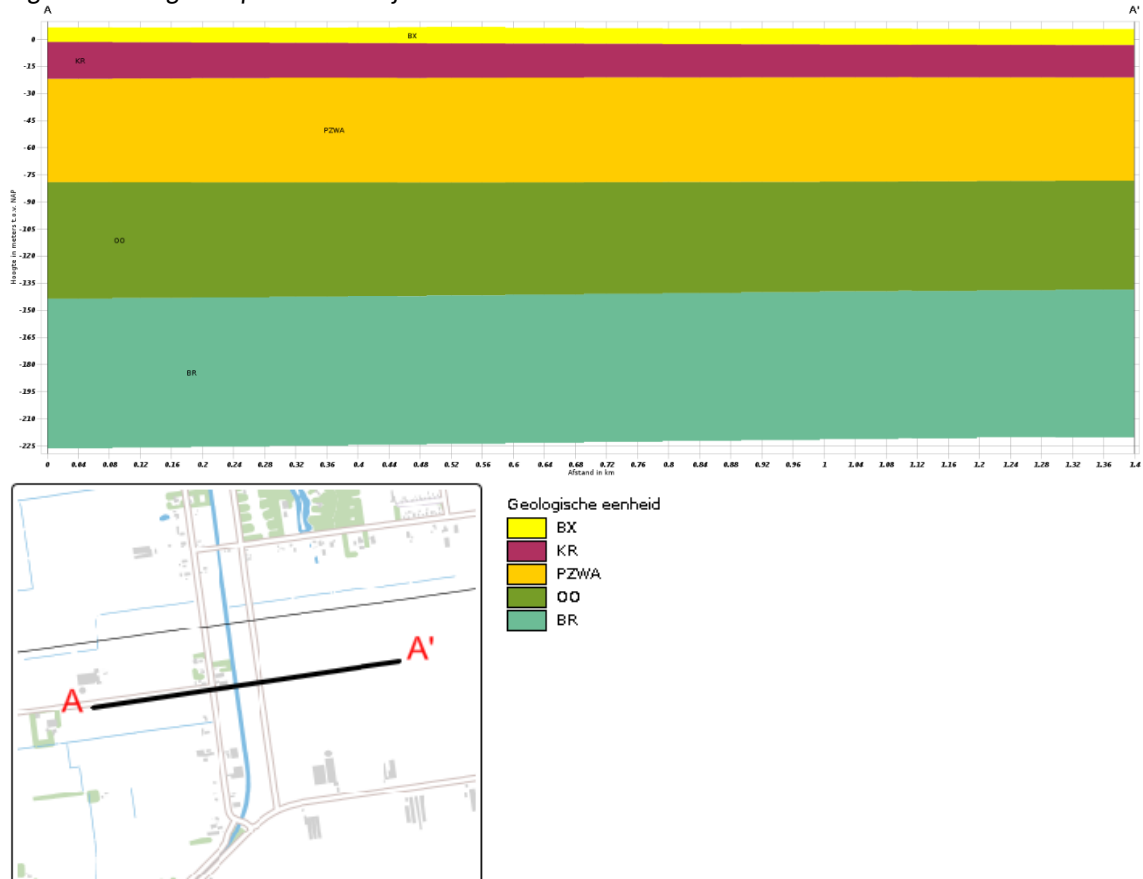 A A'
BX
0
KR
-15
-30
-45
PZWA
-60
-75
-90
-105
OO
-120
-135
-150
-165
-180
BR
-195
-210
-225
Hoogte in meters t.o.v. NAP
0 0.04 0.08 0.12 0.16 0.2 0.24 0.28 0.32 0.36 0.4 0.44 0.48 0.52 0.56 0.6 0.64 0.68 0.72 0.76 0.8 0.84 0.88 0.92 0.96 1 1.04 1.08 1.12 1.16 1.2 1.24 1.28 1.32 1.36 1.4
Afstand in km
A A'
Geologische eenheid
BX
KR
PZWA
OO
BR